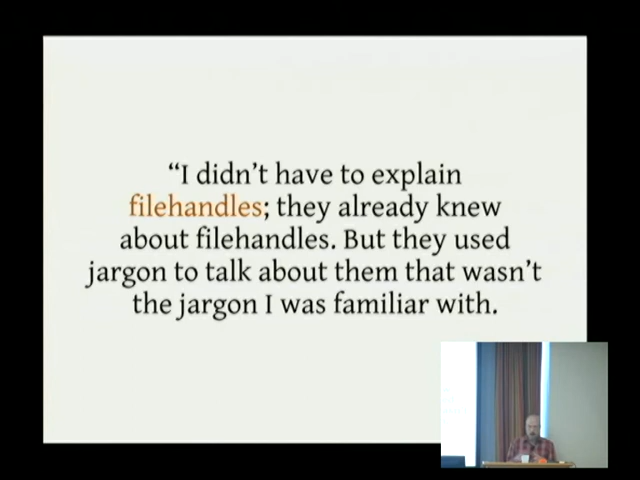 “I didn’t have to explain
filehandles; they already knew
about filehandles. But they used
jargon to talk about them that wasn’t
the jargon I was familiar with.